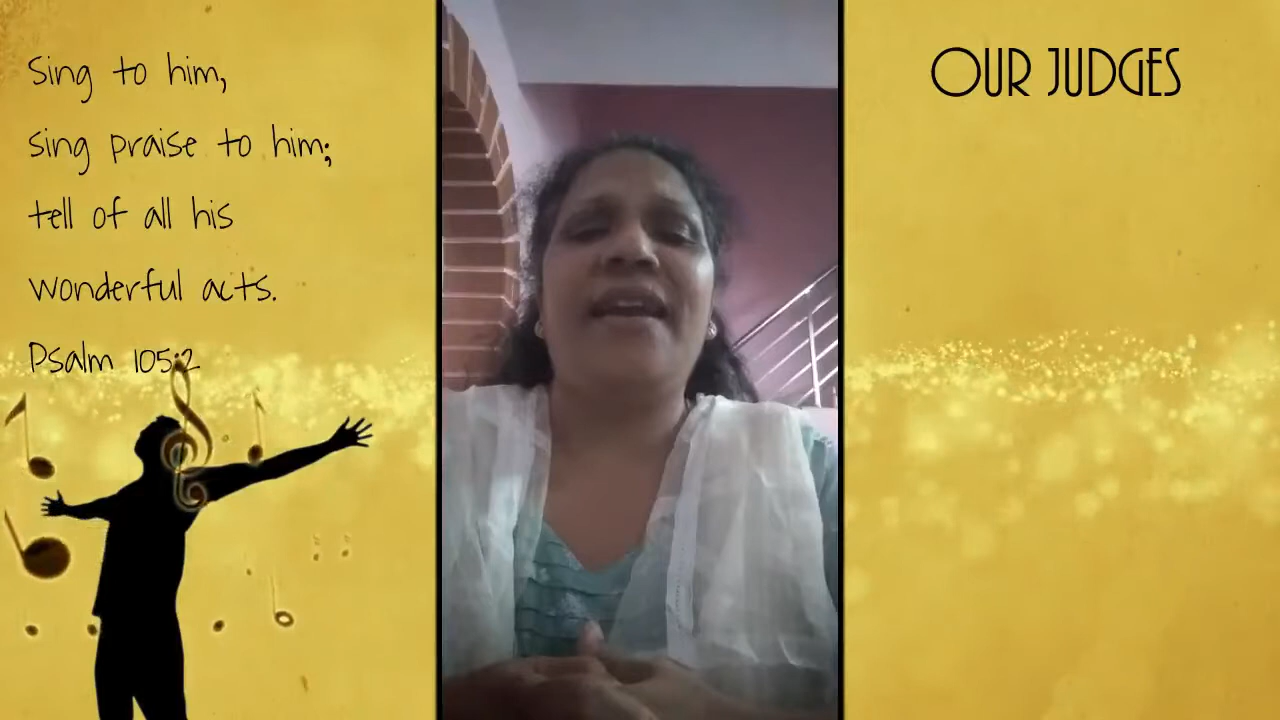 Sing to him,
sing praise to him;
tell of all his
wonderful acts.
Psalm 105:2
OUR JUDGES